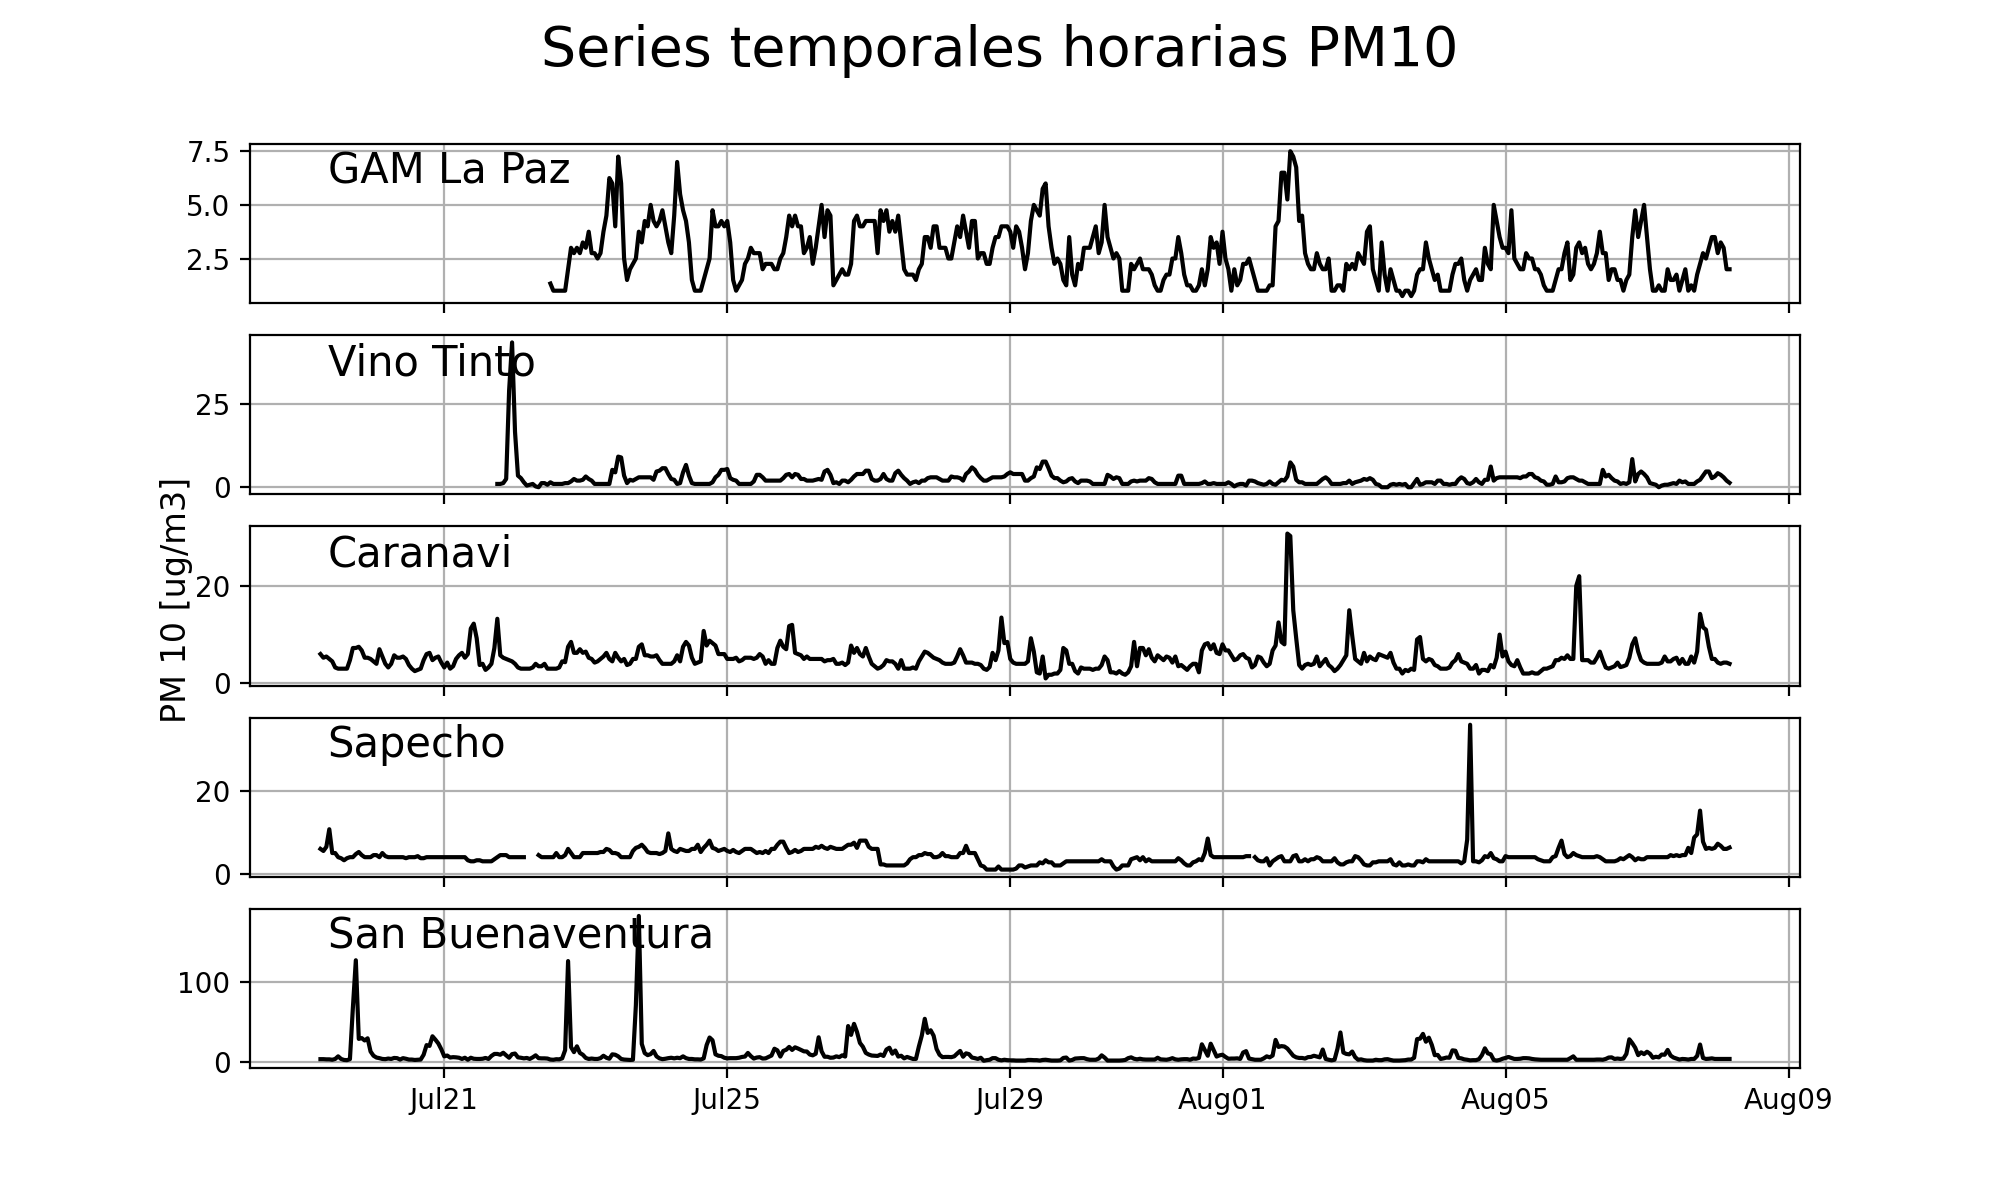 Series temporales horarias PM10
PM 10 [ug/m3]
GAM La Paz
7.5
5.0
2.5
Vino Tinto
25
0
Caranavi
20
0
Sapecho
20
0
San Buenaventura
100
0
Jul21 Jul25 Jul29 Aug01 Aug05 Aug09